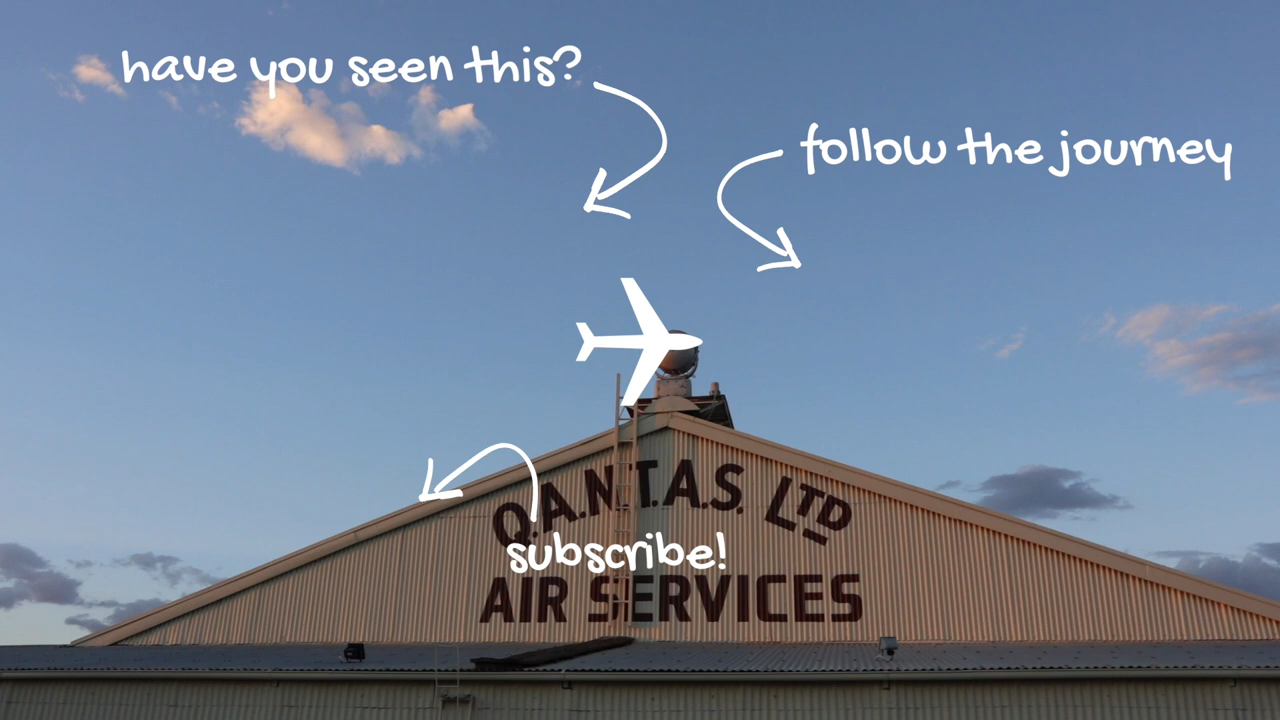 have you seen this?
follow the journey
Q.A.N.T.A.S. LTD
subscribe!
AIR SERVICES